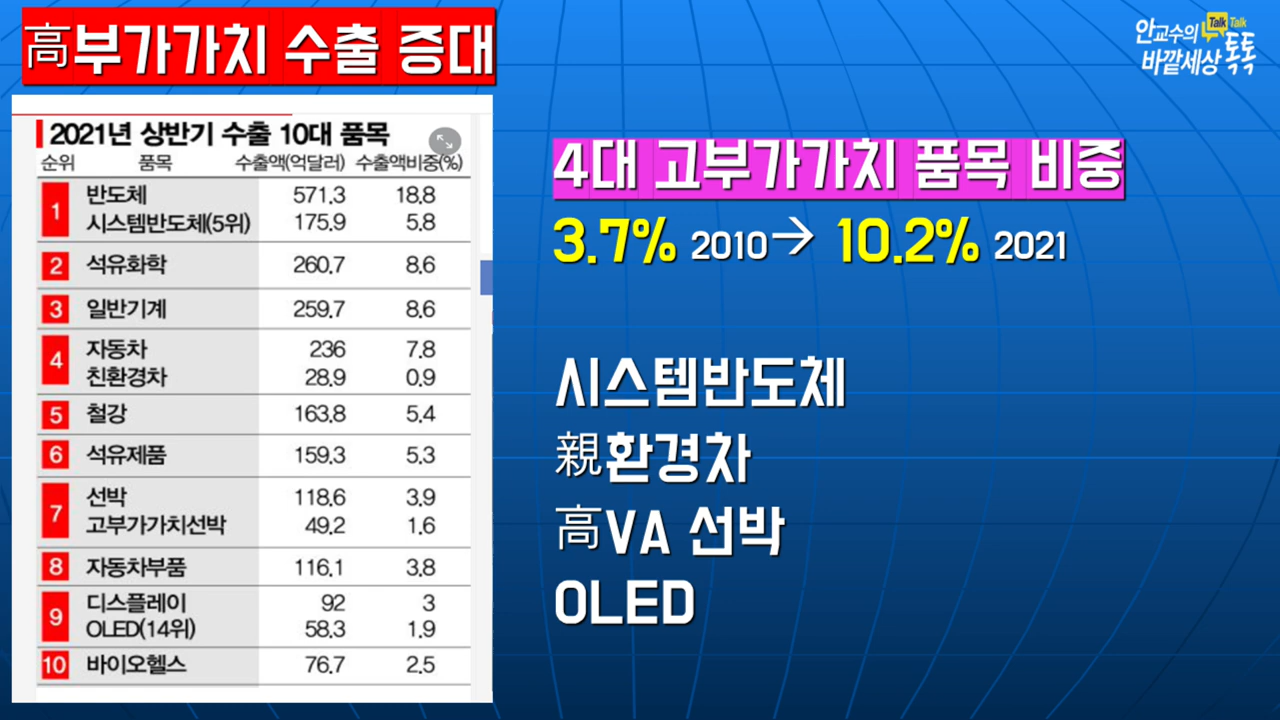 高부가가치 수출 증대
안교수의 Talk Talk
바깥세상 톡톡
2021년 상반기 수출 10대 품목
순위 품목 수출액(억달러) 수출액비중(%)
1 반도체 571.3 18.8
시스템반도체(5위) 175.9 5.8
2 석유화학 260.7 8.6
3 일반기계 259.7 8.6
4 자동차 236 7.8
친환경차 28.9 0.9
5 철강 163.8 5.4
6 석유제품 159.3 5.3
7 선박 118.6 3.9
고부가가치선박 49.2 1.6
8 자동차부품 116.1 3.8
9 디스플레이 92 3
OLED(14위) 58.3 1.9
10 바이오헬스 76.7 2.5
4대 고부가가치 품목 비중
3.7% 2010→ 10.2% 2021
시스템반도체
親환경차
高VA 선박
OLED